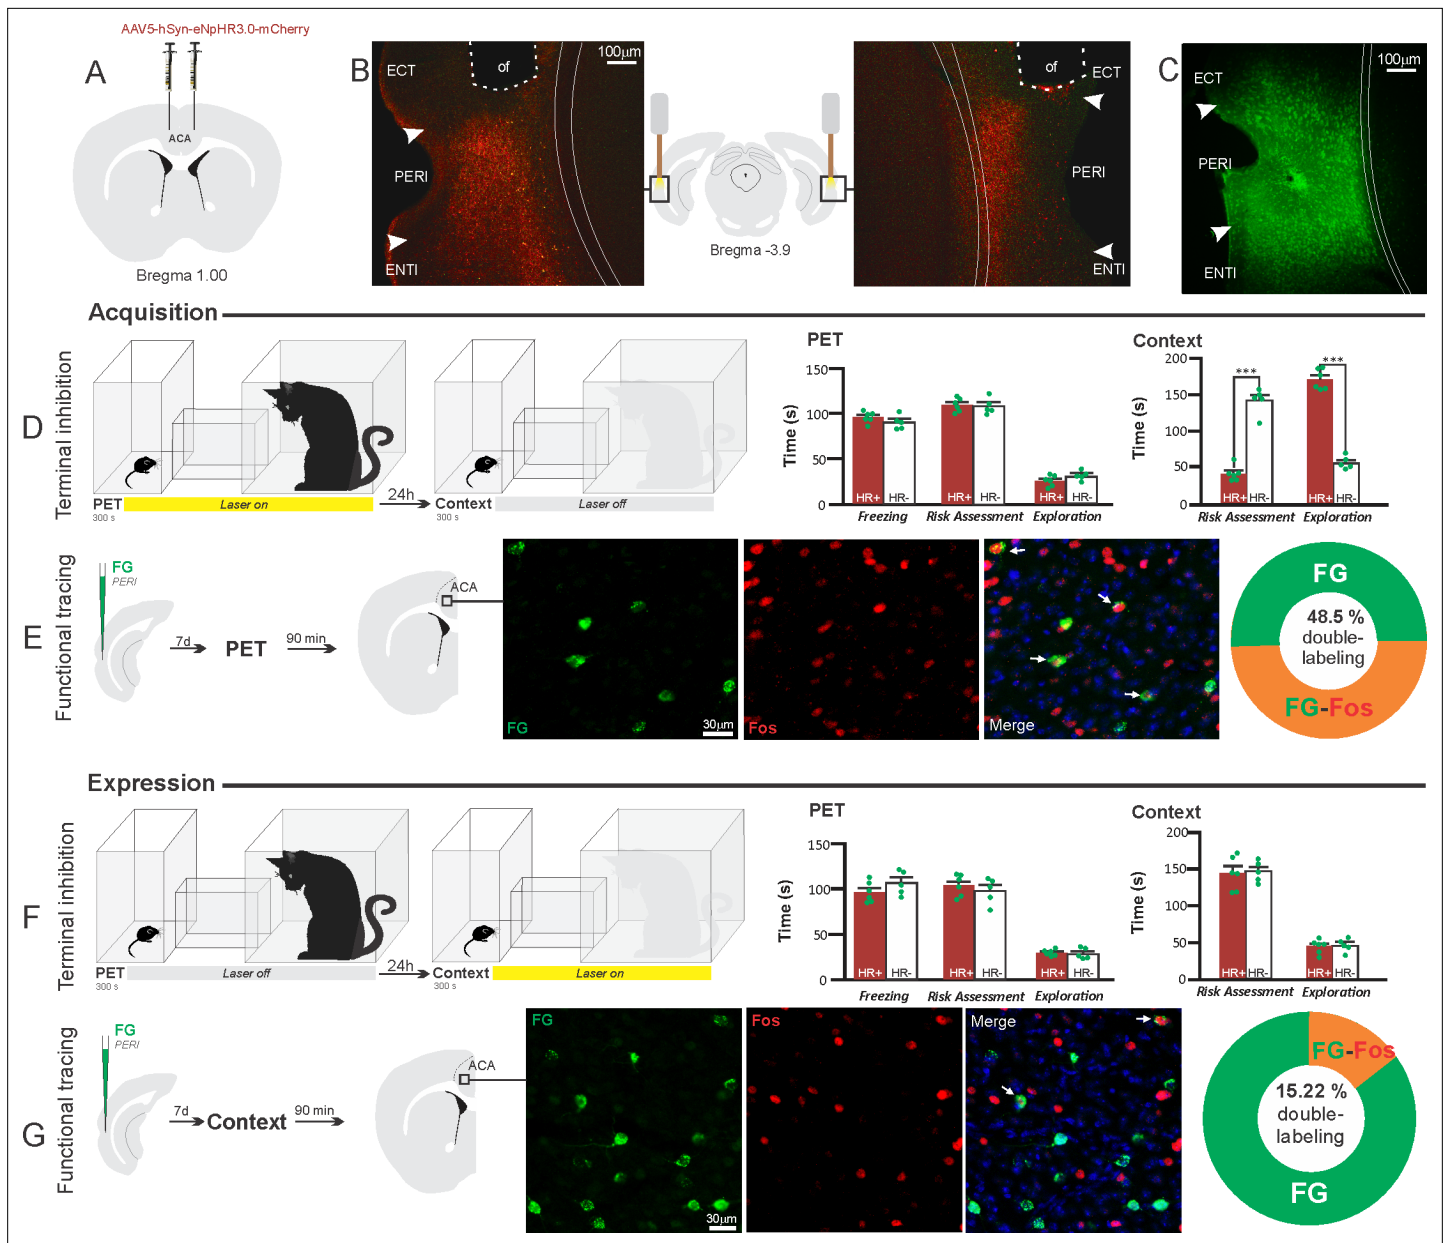 AAV5-hSyn-eNpHR3.0-mCherry
A
ACA
Bregma 1.00
B
ECT
of
100µm
PERI
ENTI
Bregma -3.9
of
ECT
PERI
ENTI
C
100µm
ECT
PERI
ENTI
Acquisition
D
Terminal inhibition
PET
300 s
Laser on
24h
Context
300 s
Laser off
PET
Time (s)
150
100
50
0
HR+
HR-
HR+
HR-
HR+
HR-
Freezing
Risk Assessment
Exploration
Context
Time (s)
200
150
100
50
0
***
***
HR+
HR-
HR+
HR-
Risk Assessment
Exploration
E
Functional tracing
FG
PERI
7d
PET
90 min
ACA
FG
30µm
Fos
Merge
FG
48.5 %
double-
labeling
FG-Fos
Expression
F
Terminal inhibition
PET
300 s
Laser off
24h
Context
300 s
Laser on
PET
Time (s)
150
100
50
0
HR+
HR-
HR+
HR-
HR+
HR-
Freezing
Risk Assessment
Exploration
Context
Time (s)
200
150
100
50
0
HR+
HR-
HR+
HR-
Risk Assessment
Exploration
G
Functional tracing
FG
PERI
7d
Context
90 min
ACA
FG
30µm
Fos
Merge
FG-Fos
15.22 %
double-
labeling
FG